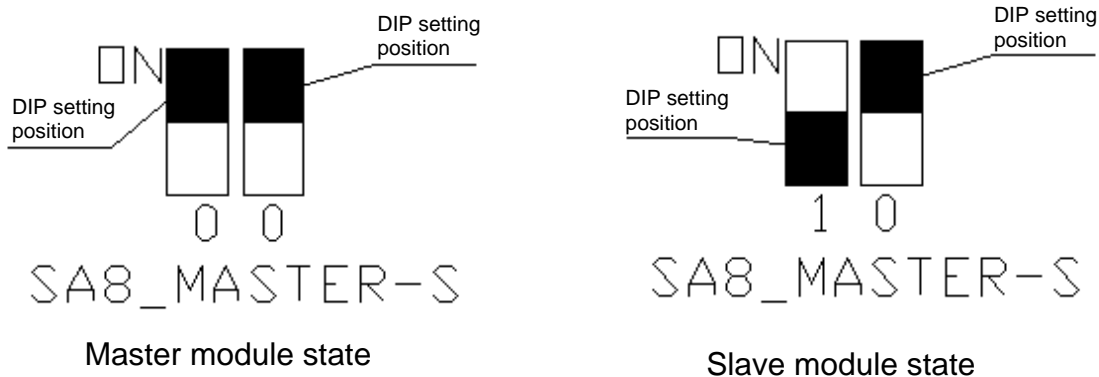 DIP setting
position
ON
DIP setting
position
0 0
SA8_MASTER-S
Master module state
DIP setting
position
ON
DIP setting
position
1 0
SA8_MASTER-S
Slave module state